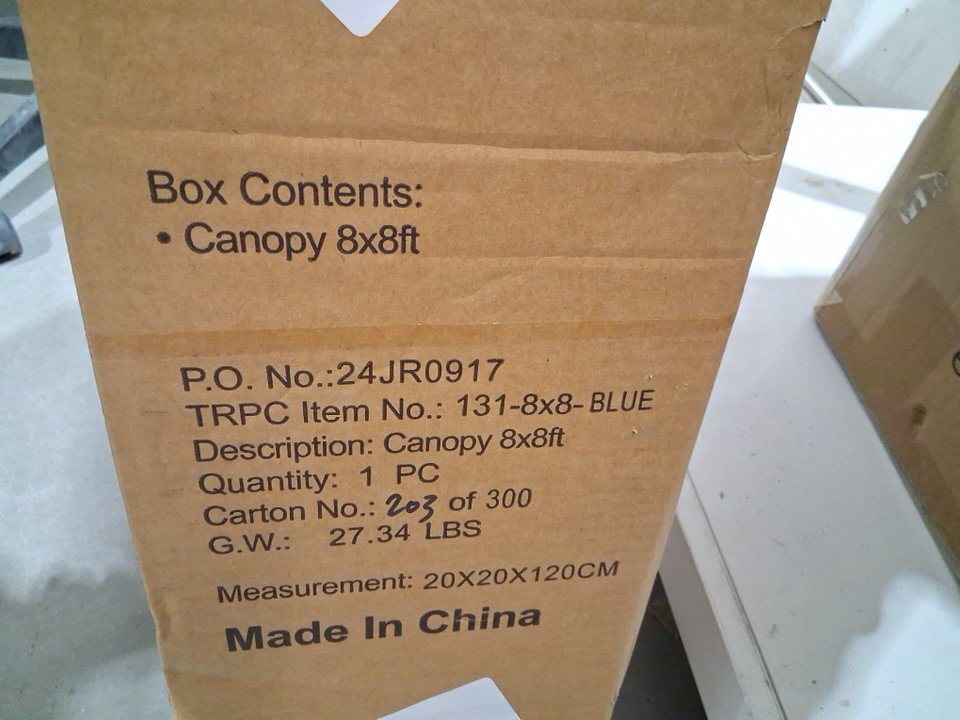 Box Contents:
• Canopy 8x8ft
P.O. No.:24JR0917
TRPC Item No.: 131-8x8-BLUE
Description: Canopy 8x8ft
Quantity: 1 PC
Carton No.: 203 of 300
G.W.: 27.34 LBS
Measurement: 20X20X120CM
Made In China